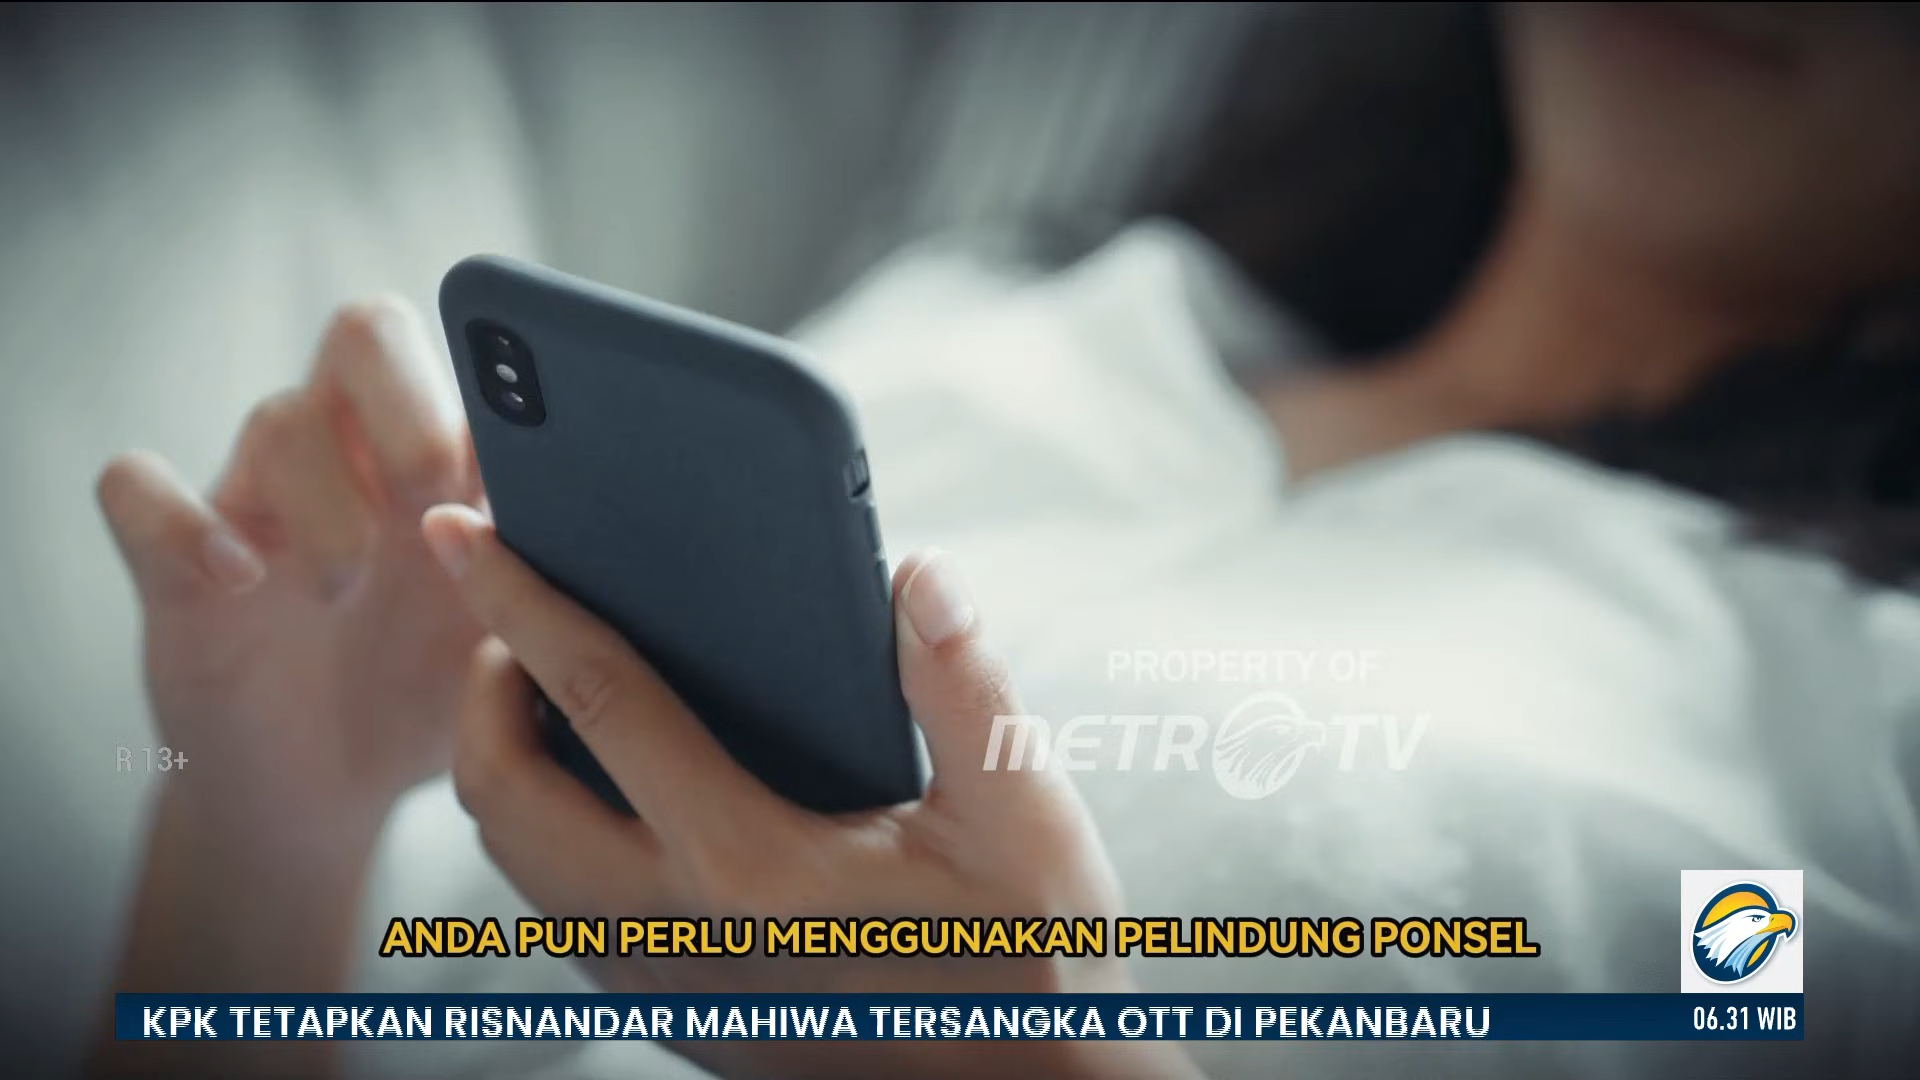 PROPERTY OF
METRO TV
R 13+
ANDA PUN PERLU MENGGUNAKAN PELINDUNG PONSEL
KPK TETAPKAN RISNANDAR MAHIWA TERSANGKA OTT DI PEKANBARU
06.31 WIB